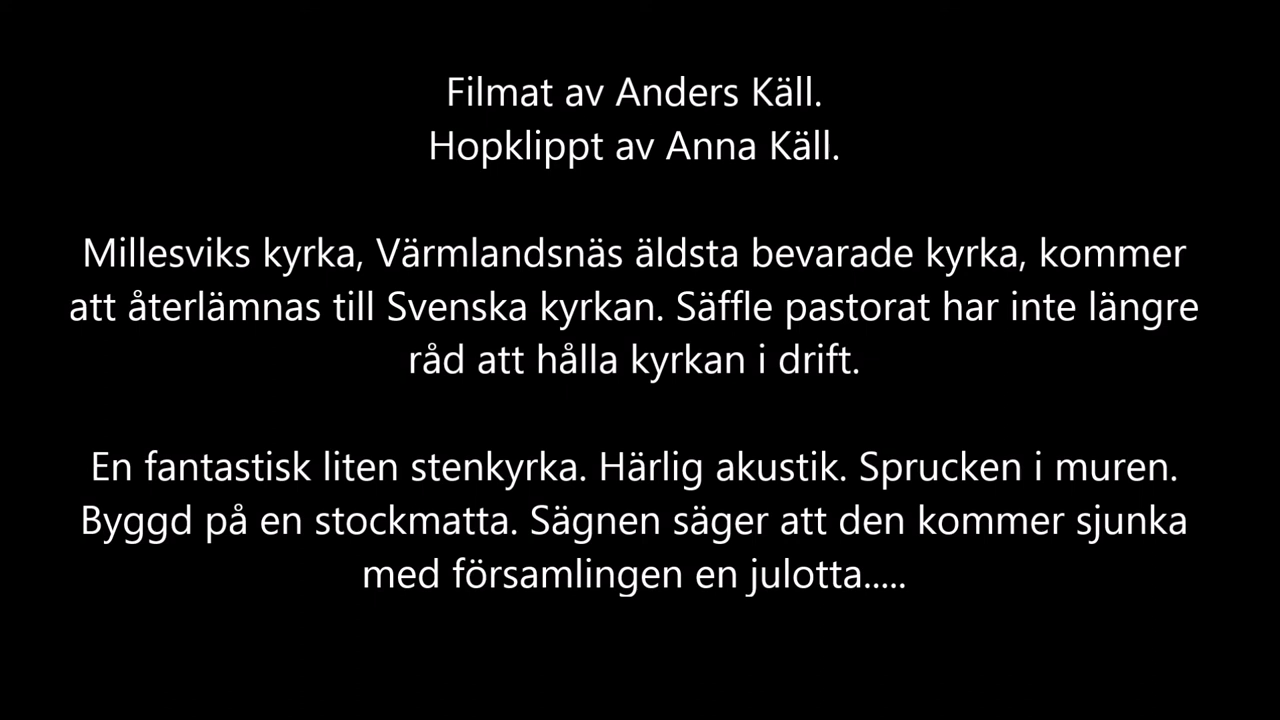 Filmat av Anders Käll.
Hopklippt av Anna Käll.
Millesviks kyrka, Värmlandsnäs äldsta bevarade kyrka, kommer
att återlämnas till Svenska kyrkan. Säffle pastorat har inte längre
råd att hålla kyrkan i drift.
En fantastisk liten stenkyrka. Härlig akustik. Sprucken i muren.
Byggd på en stockmatta. Sägnen säger att den kommer sjunka
med församlingen en julotta.....